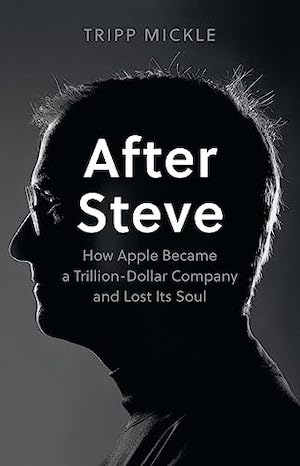 TRIPP MICKLE
After
Steve
How Apple Became
a Trillion-Dollar Company
and Lost Its Soul